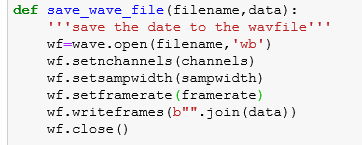 def save_wave_file(filename,data):
    '''save the date to the wavfile'''
    wf=wave.open(filename,'wb')
    wf.setnchannels(channels)
    wf.setsampwidth(sampwidth)
    wf.setframerate(framerate)
    wf.writeframes(b"".join(data))
    wf.close()